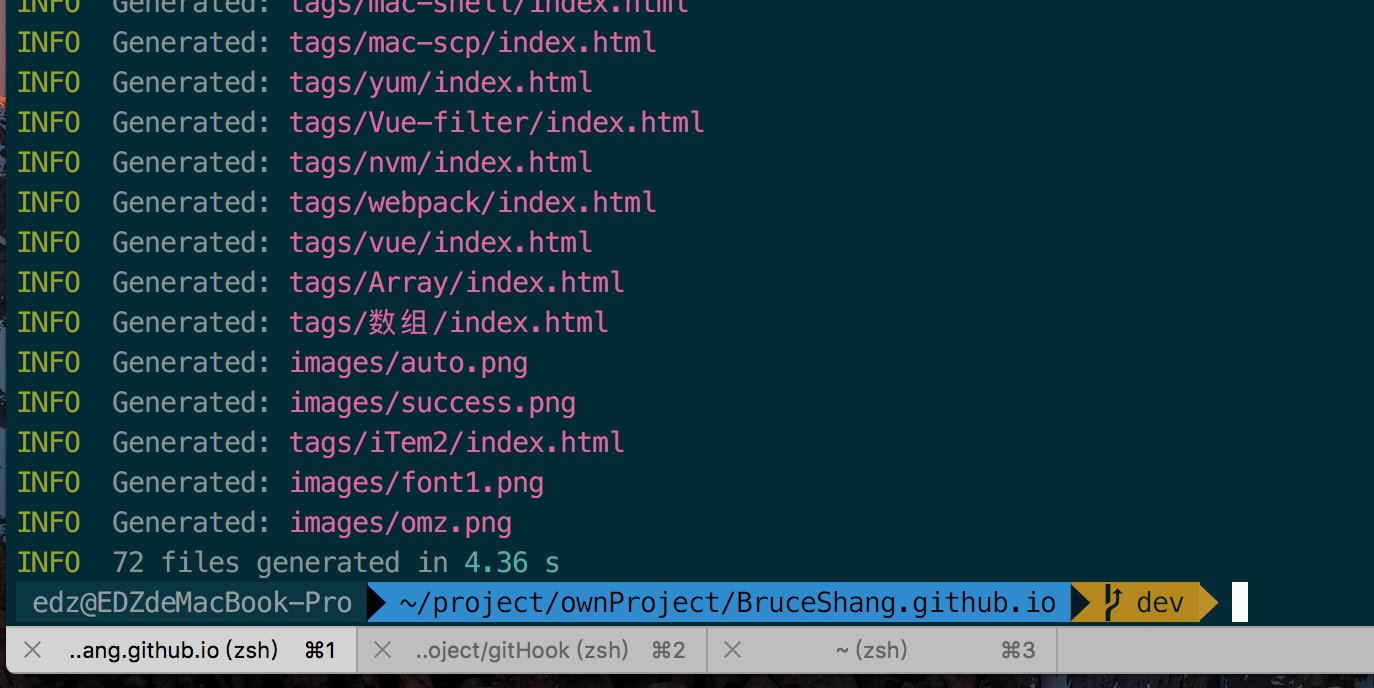 INFO  Generated: tags/mac-shell/index.html
INFO  Generated: tags/mac-scp/index.html
INFO  Generated: tags/yum/index.html
INFO  Generated: tags/Vue-filter/index.html
INFO  Generated: tags/nvm/index.html
INFO  Generated: tags/webpack/index.html
INFO  Generated: tags/vue/index.html
INFO  Generated: tags/Array/index.html
INFO  Generated: tags/数组/index.html
INFO  Generated: images/auto.png
INFO  Generated: images/success.png
INFO  Generated: tags/iTem2/index.html
INFO  Generated: images/font1.png
INFO  Generated: images/omz.png
INFO  72 files generated in 4.36 s
edz@EDZdeMacBook-Pro ~/project/ownProject/BruceShang.github.io dev
..ang.github.io (zsh) ⌘1 ..oject/gitHook (zsh) ⌘2 ~ (zsh) ⌘3